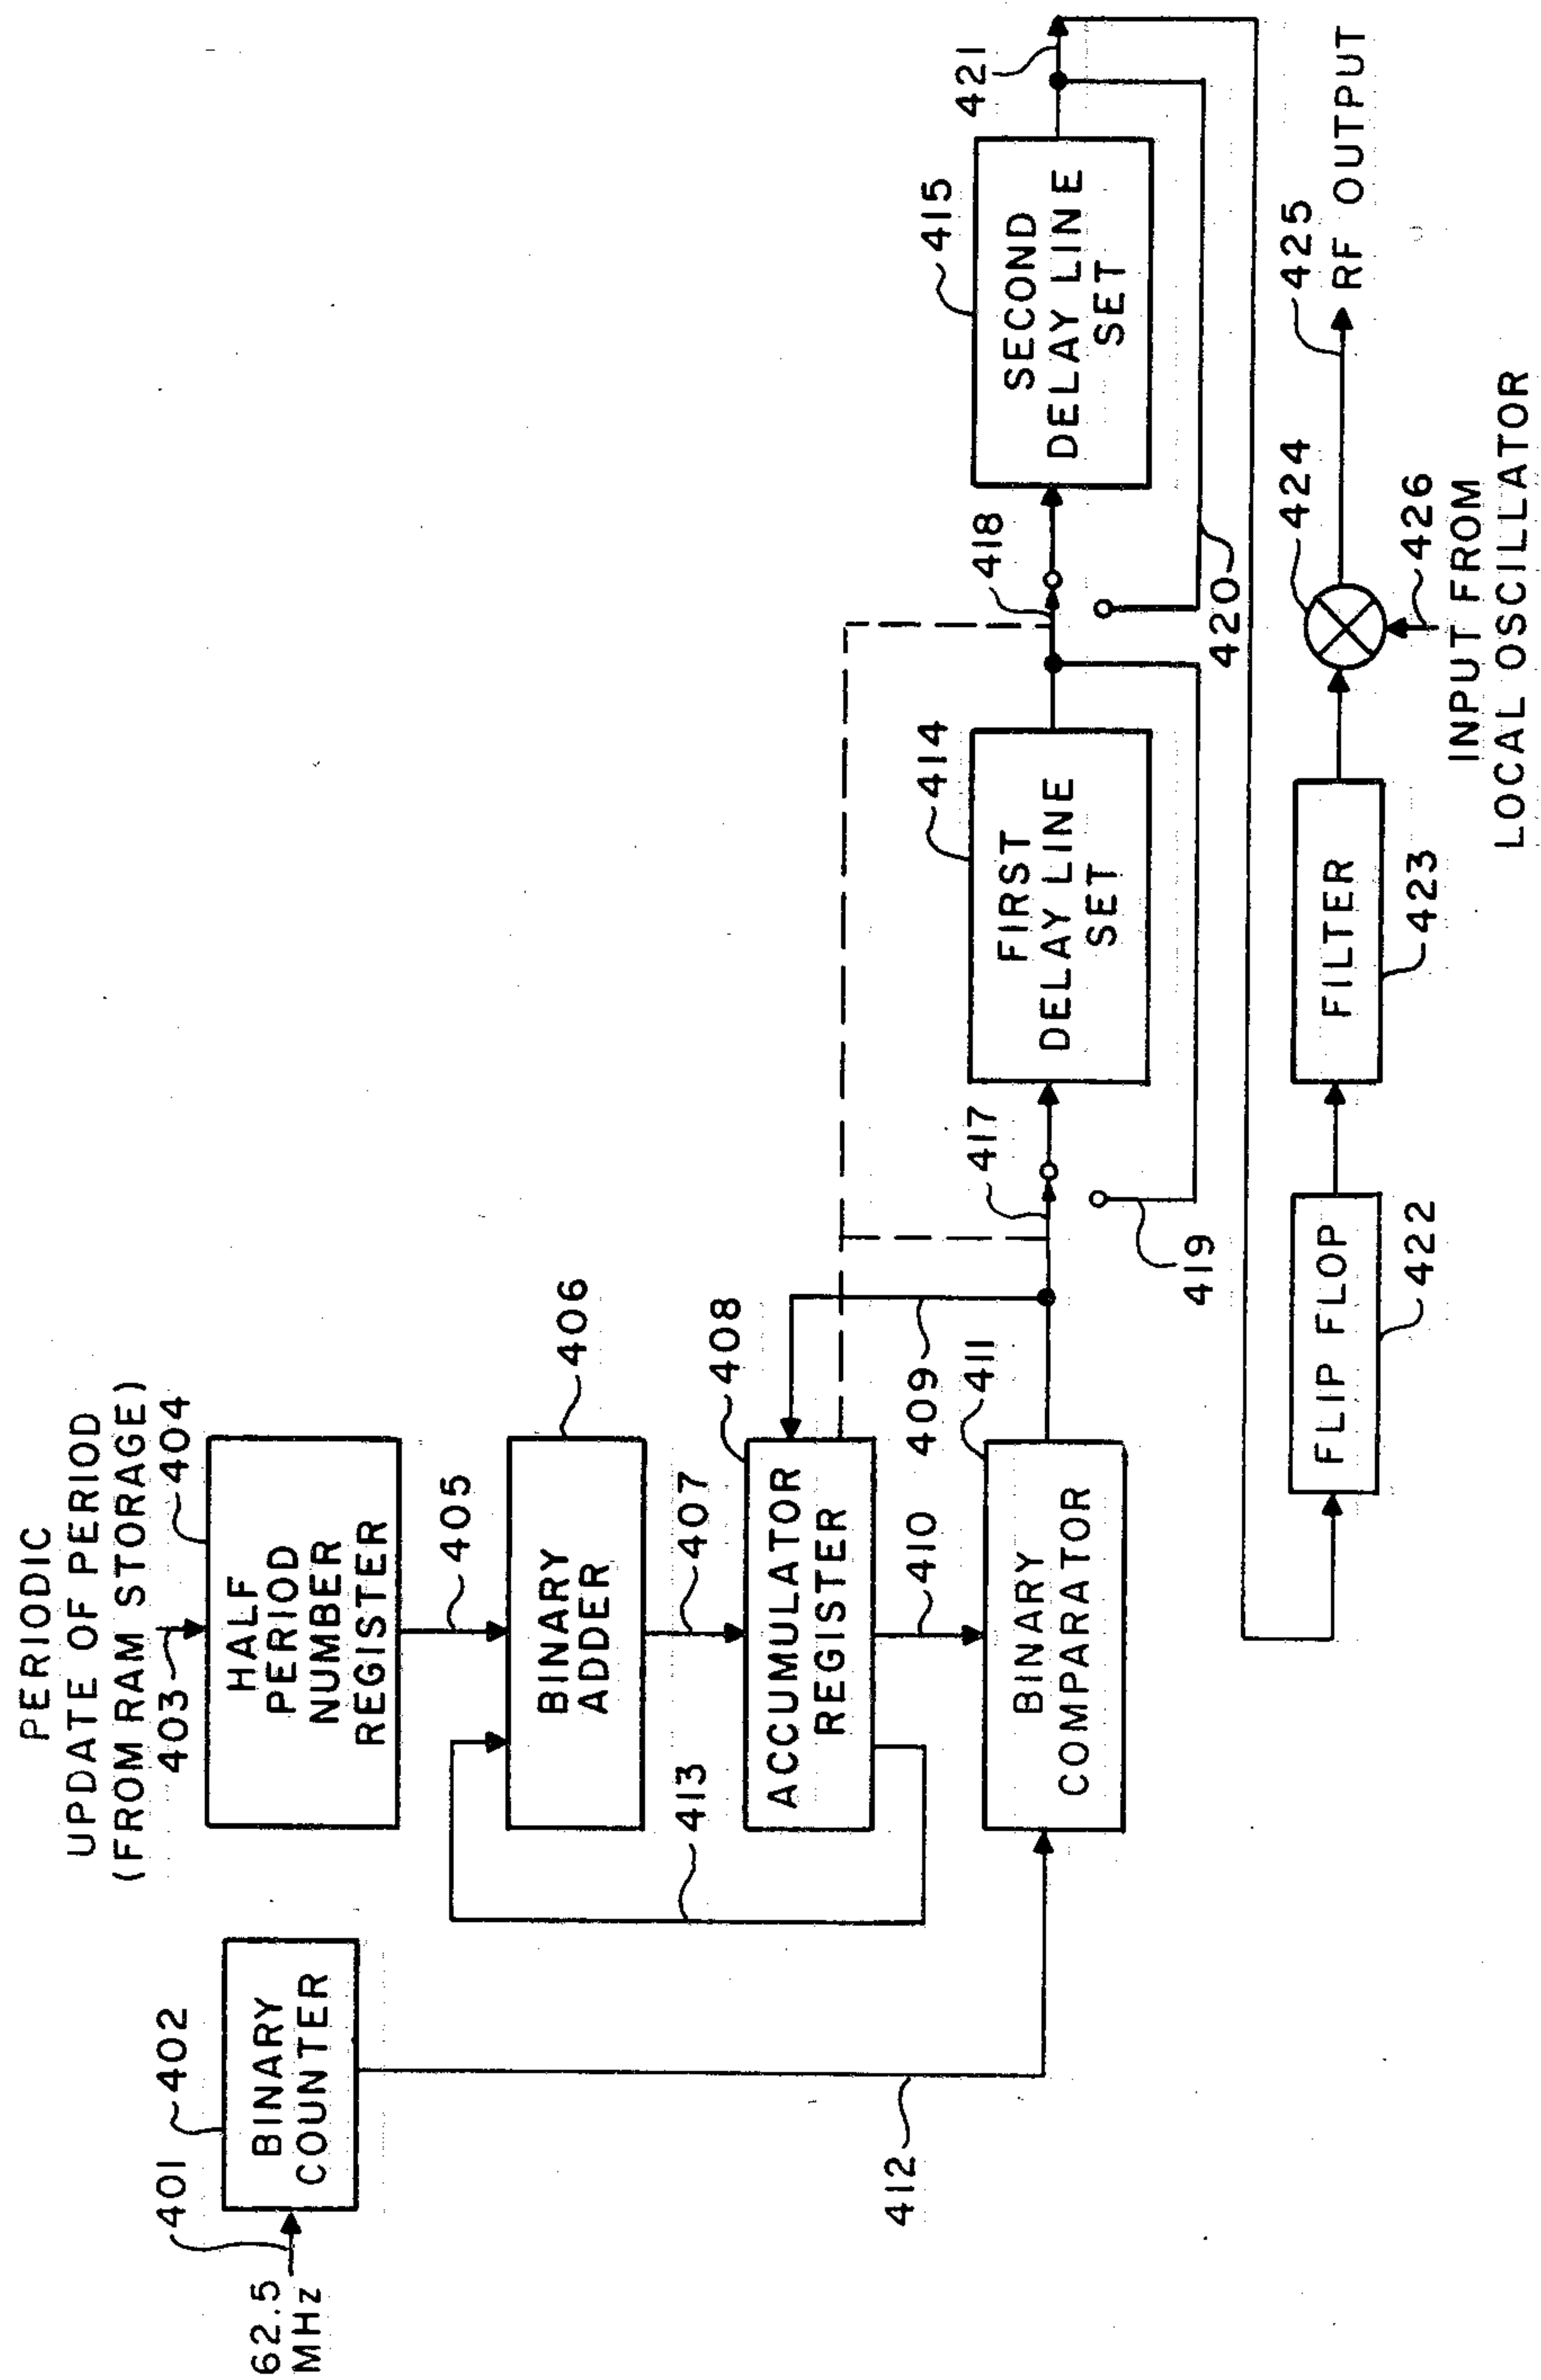 PERIODIC
UPDATE OF PERIOD
(FROM RAM STORAGE)
403
404
HALF
PERIOD
NUMBER
REGISTER
405
401
402
62.5
MHz
BINARY
COUNTER
406
BINARY
ADDER
407
413
408
ACCUMULATOR
REGISTER
409
410
411
BINARY
COMPARATOR
412
417
419
414
FIRST
DELAY LINE
SET
418
420
415
SECOND
DELAY LINE
SET
421
FLIP FLOP
422
FILTER
423
424
425
RF OUTPUT
426
INPUT FROM
LOCAL OSCILLATOR